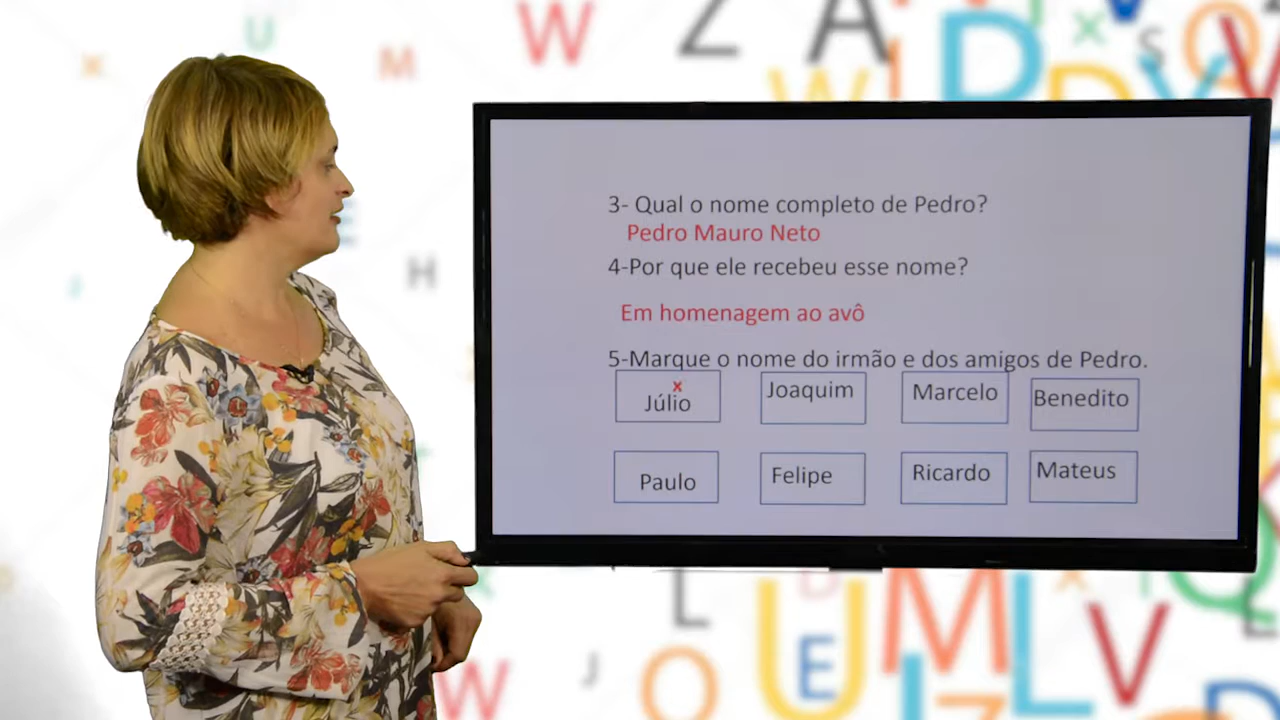 3- Qual o nome completo de Pedro?
Pedro Mauro Neto
4-Por que ele recebeu esse nome?
Em homenagem ao avô
5-Marque o nome do irmão e dos amigos de Pedro.
x
Júlio Joaquim Marcelo Benedito
Paulo Felipe Ricardo Mateus